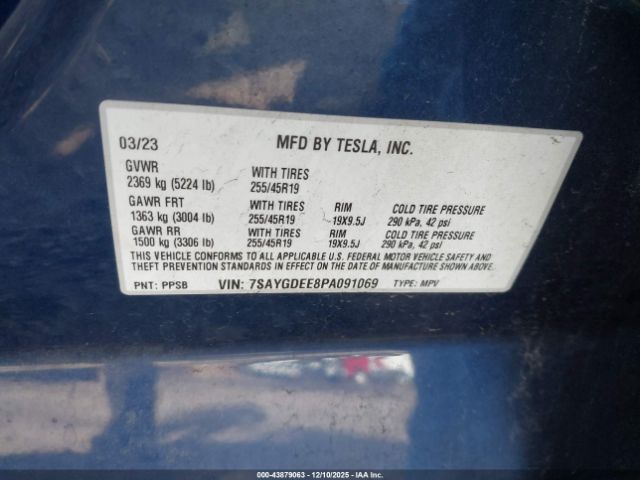 03/23 MFD BY TESLA, INC.
GVWR WITH TIRES
2369 kg (5224 lb) 255/45R19
GAWR FRT WITH TIRES RIM COLD TIRE PRESSURE
1363 kg (3004 lb) 255/45R19 19X9.5J 290 kPa, 42 psi
GAWR RR WITH TIRES RIM COLD TIRE PRESSURE
1500 kg (3306 lb) 255/45R19 19X9.5J 290 kPa, 42 psi
THIS VEHICLE CONFORMS TO ALL APPLICABLE U.S. FEDERAL MOTOR VEHICLE SAFETY AND
THEFT PREVENTION STANDARDS IN EFFECT ON THE DATE OF MANUFACTURE SHOWN ABOVE.
PNT: PPSB VIN: 7SAYGDEE8PA091069 TYPE: MPV
000-43879063 - 12/10/2025 - IAA Inc.